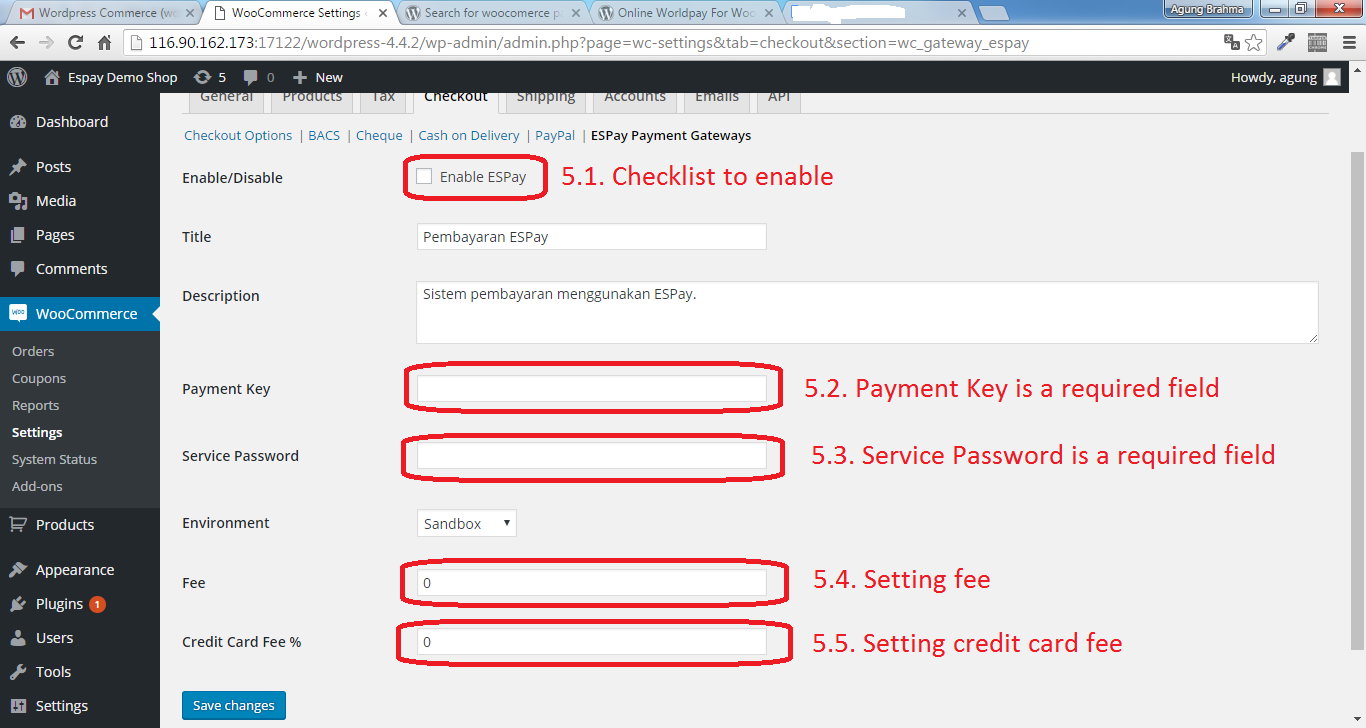 Wordpress Commerce (wo
WooCommerce Settings
Search for woocomerce p
Online Worldpay For Woo
Agung Brahma
116.90.162.173:17122/wordpress-4.4.2/wp-admin/admin.php?page=wc-settings&tab=checkout&section=wc_gateway_espay
Espay Demo Shop 5 0 + New Howdy, agung
General Products Tax Checkout Shipping Accounts Emails API
Checkout Options | BACS | Cheque | Cash on Delivery | PayPal | ESPay Payment Gateways
Dashboard
Posts
Media
Pages
Comments
WooCommerce
Orders
Coupons
Reports
Settings
System Status
Add-ons
Products
Appearance
Plugins 1
Users
Tools
Settings
Enable/Disable Enable ESPay 5.1. Checklist to enable
Title Pembayaran ESPay
Description Sistem pembayaran menggunakan ESPay.
Payment Key 5.2. Payment Key is a required field
Service Password 5.3. Service Password is a required field
Environment Sandbox
Fee 0 5.4. Setting fee
Credit Card Fee % 0 5.5. Setting credit card fee
Save changes